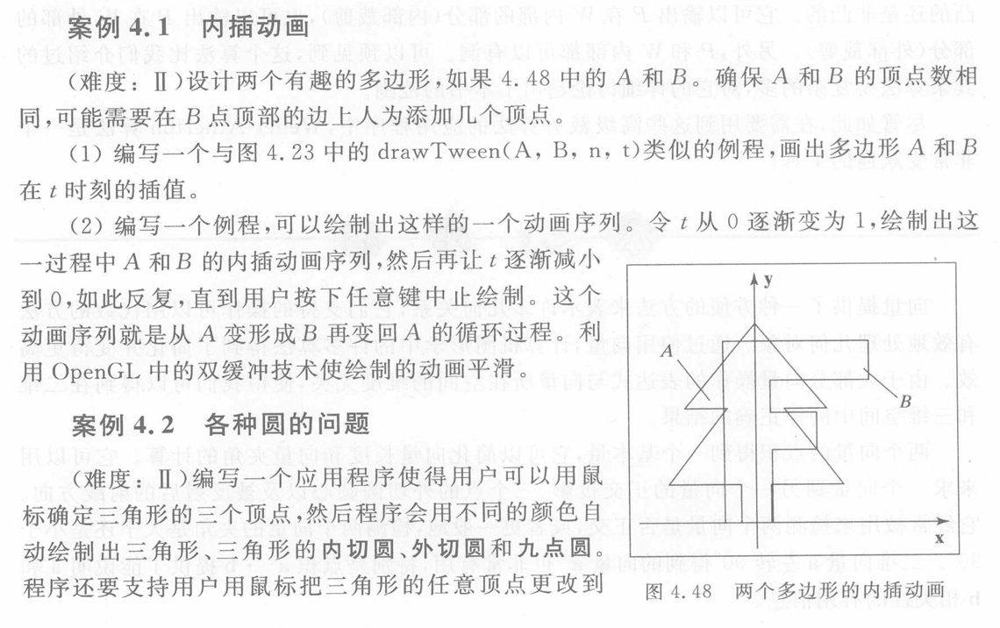 案例 4.1 内插动画
(难度：Ⅱ)设计两个有趣的多边形,如果 4.48 中的 A 和 B。确保 A 和 B 的顶点数相
同,可能需要在 B 点顶部的边上人为添加几个顶点。
(1) 编写一个与图 4.23 中的 drawTween(A, B, n, t)类似的例程,画出多边形 A 和 B
在 t 时刻的插值。
(2) 编写一个例程,可以绘制出这样的一个动画序列。令 t 从 0 逐渐变为 1,绘制出这
一过程中 A 和 B 的内插动画序列,然后再让 t 逐渐减小
到 0,如此反复,直到用户按下任意键中止绘制。这个
动画序列就是从 A 变形成 B 再变回 A 的循环过程。利
用 OpenGL 中的双缓冲技术使绘制的动画平滑。
案例 4.2 各种圆的问题
(难度：Ⅱ)编写一个应用程序使得用户可以用鼠
标确定三角形的三个顶点,然后程序会用不同的颜色自
动绘制出三角形、三角形的内切圆、外切圆和九点圆。
程序还要支持用户用鼠标把三角形的任意顶点更改到
y
A
B
x
图 4.48 两个多边形的内插动画